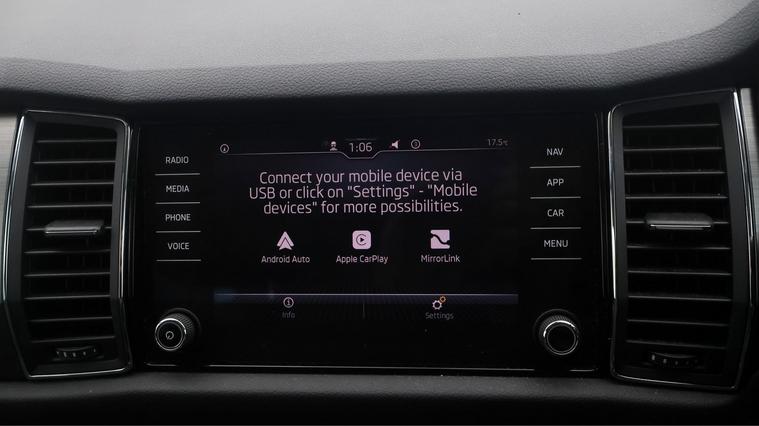 1:06
17.5°C
RADIO
MEDIA
PHONE
VOICE
Connect your mobile device via
USB or click on "Settings" - "Mobile
devices" for more possibilities.
Android Auto
Apple CarPlay
MirrorLink
Info
Settings
NAV
APP
CAR
MENU